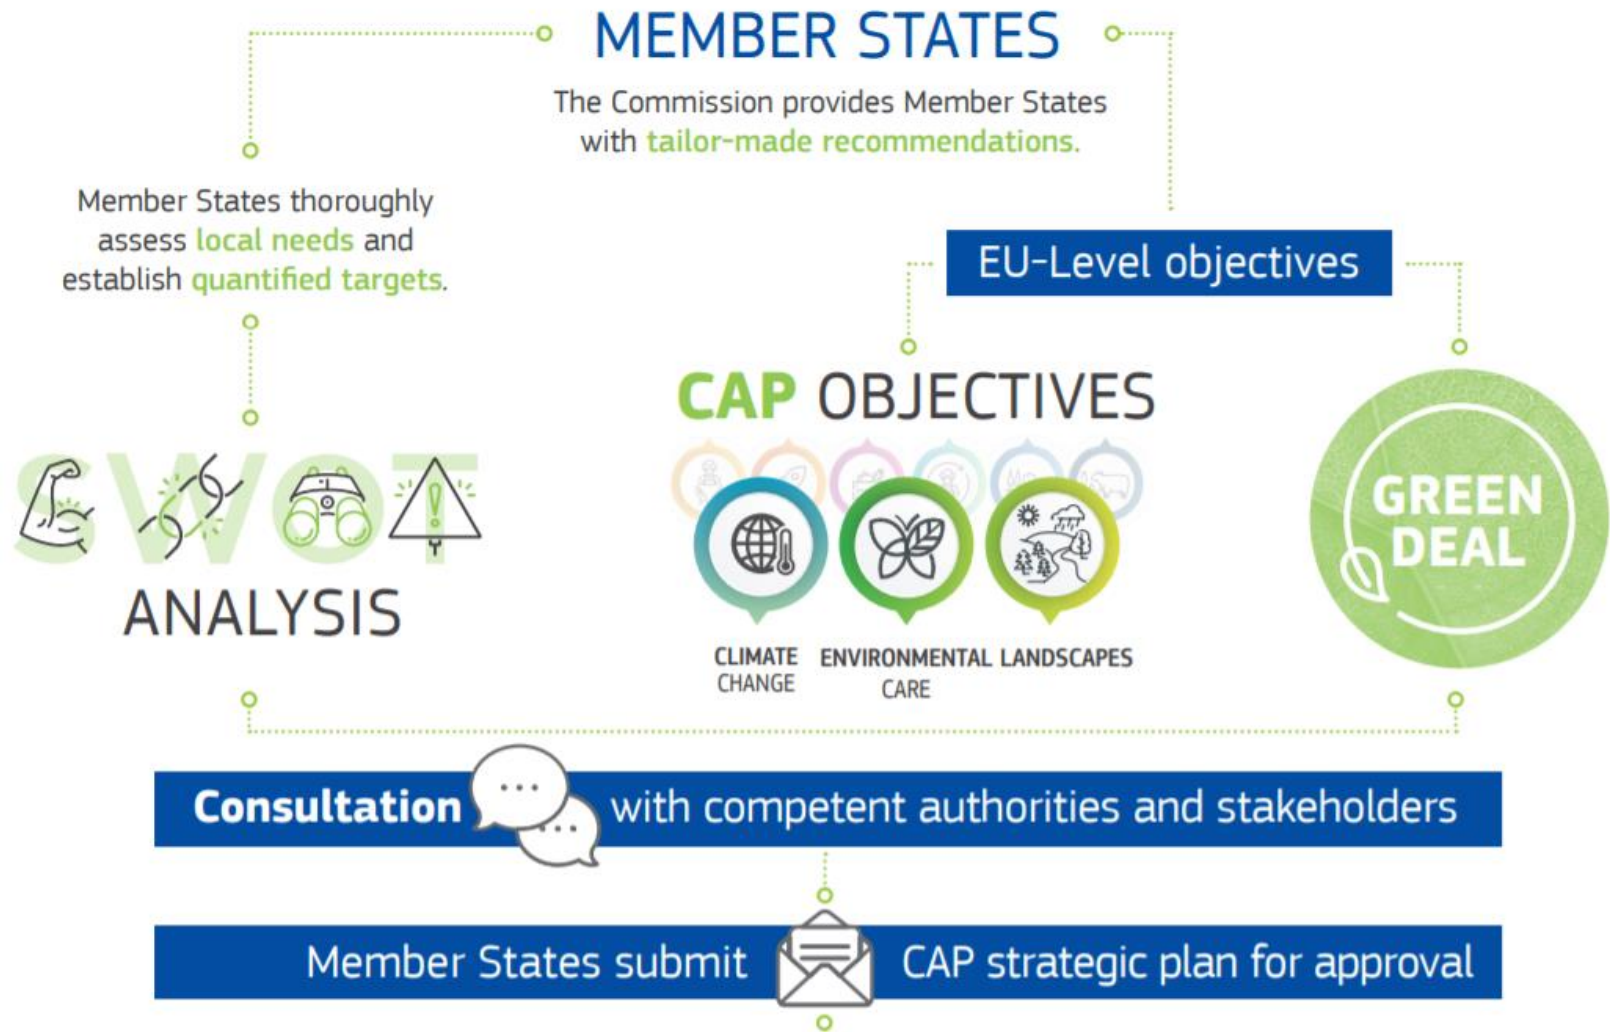 MEMBER STATES
The Commission provides Member States
with tailor-made recommendations.
Member States thoroughly
assess local needs and
establish quantified targets.
EU-Level objectives
CAP OBJECTIVES
SWOT
ANALYSIS
GREEN
DEAL
CLIMATE
CHANGE
ENVIRONMENTAL
CARE
LANDSCAPES
Consultation with competent authorities and stakeholders
Member States submit CAP strategic plan for approval